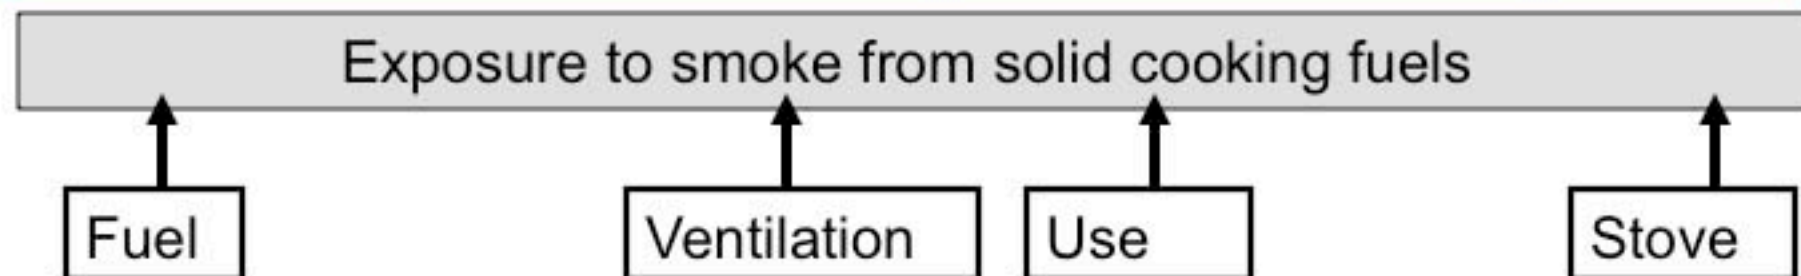 Exposure to smoke from solid cooking fuels
Fuel
Ventilation
Use
Stove